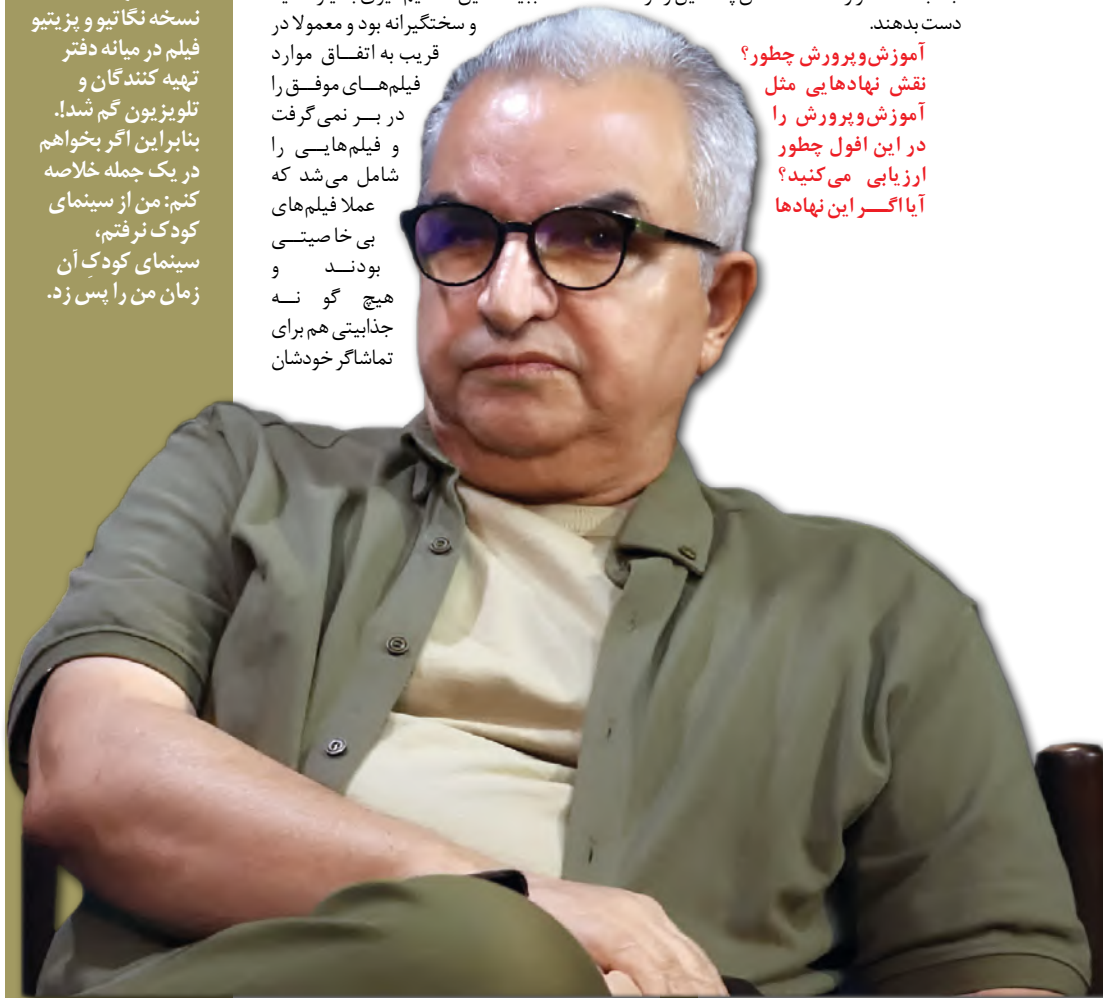 دست بدهند.
آموزش‌وپرورش چطور؟
نقش نهادهایی مثل
آموزش‌وپرورش را
در این افول چطور
ارزیابی می‌کنید؟
آیا اگر این نهادها
و سختگیرانه بود و معمولا در
قریب به اتفاق موارد
فیلم‌های موفق را
در بر نمی‌گرفت
و فیلم‌هایی را
شامل می‌شد که
عملا فیلم‌های
بی خاصیتی
بودند و
هیچ گو نه
جذابیتی هم برای
تماشاگر خودشان
نسخه نگاتیو و پزیتیو
فیلم در میانه دفتر
تهیه کنندگان و
تلویزیون گم شد!.
بنابراین اگر بخواهم
در یک جمله خلاصه
کنم: من از سینمای
کودک نرفتم،
سینمای کودکِ آن
زمان من را پس زد.